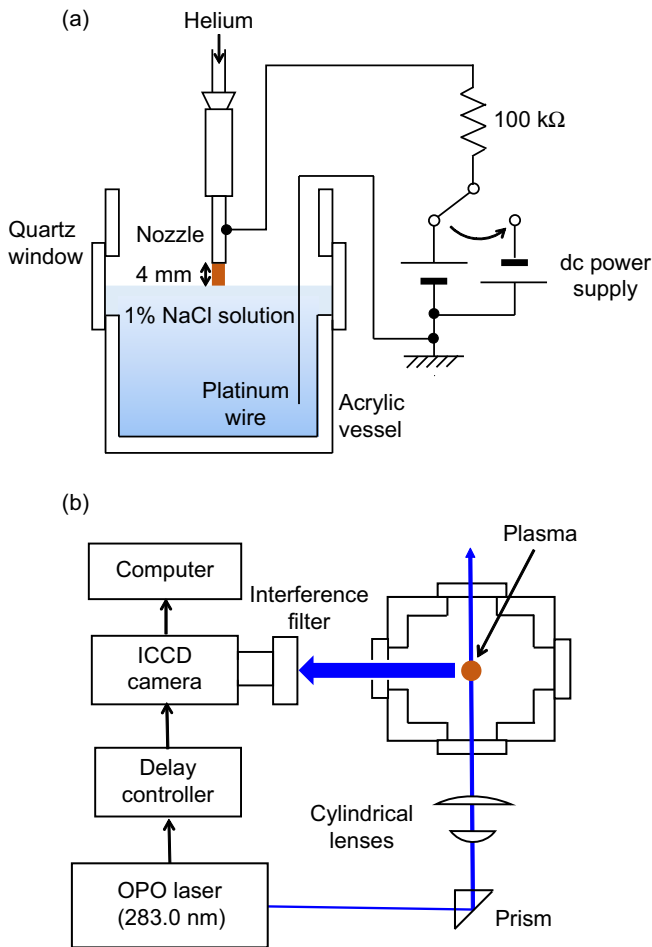 (a)
Helium
100 kΩ
Quartz
window
Nozzle
4 mm
dc power
supply
1% NaCl solution
Platinum
wire
Acrylic
vessel
(b)
Plasma
Computer
Interference
filter
ICCD
camera
Delay
controller
Cylindrical
lenses
OPO laser
(283.0 nm)
Prism